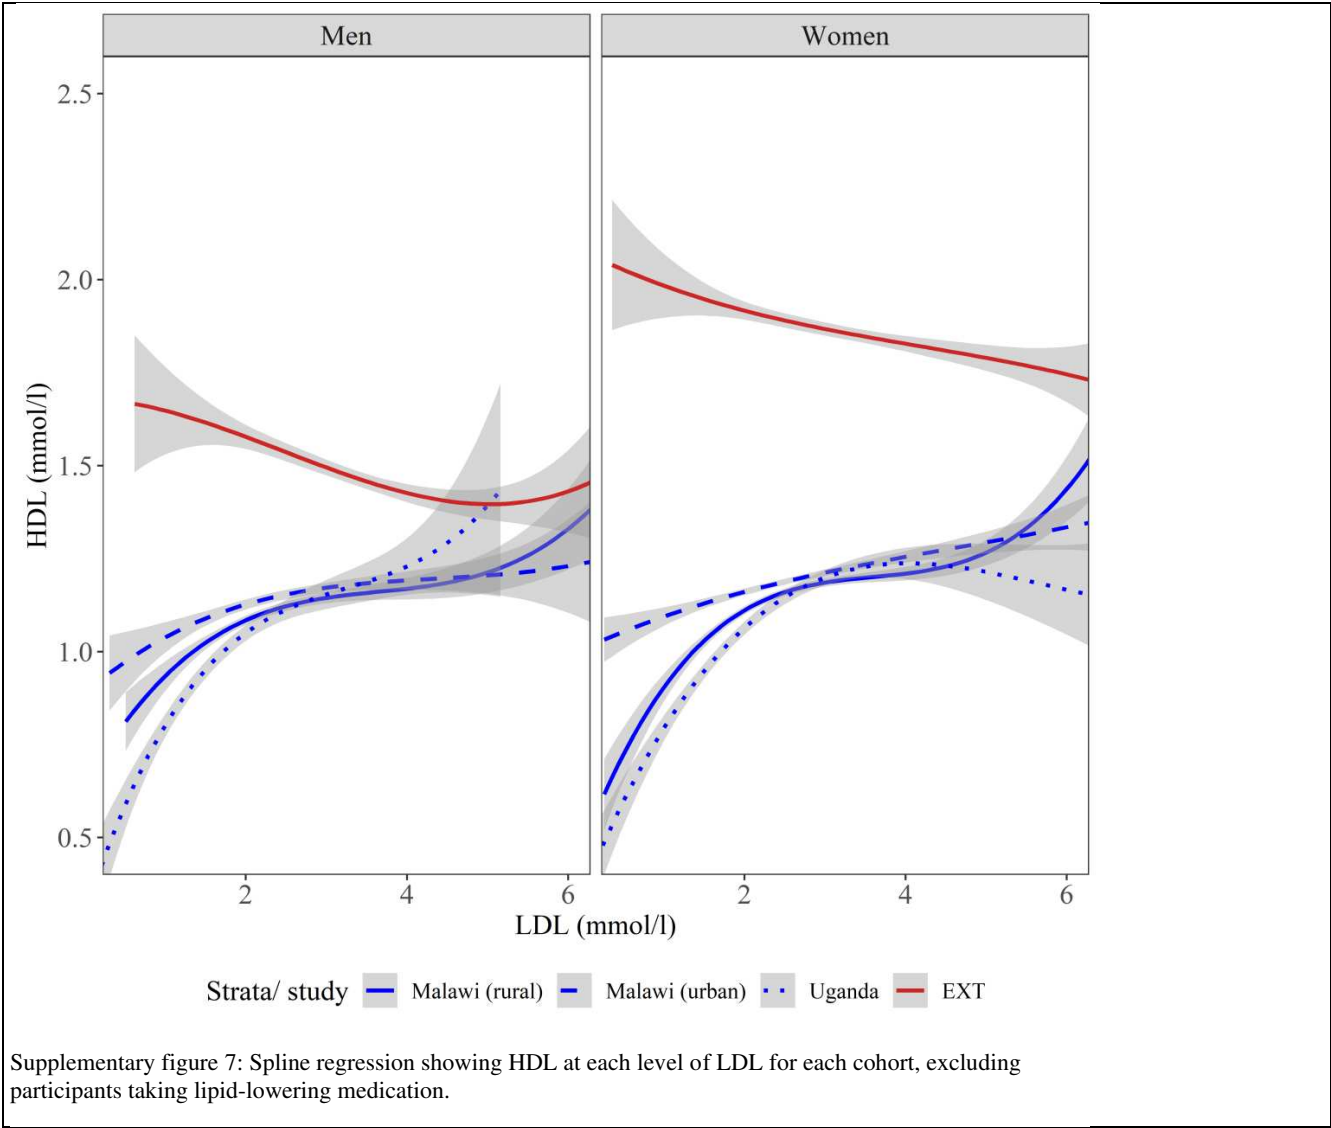 Men
Women
2.5
2.0
1.5
1.0
0.5
HDL (mmol/l)
2
4
6
2
4
6
LDL (mmol/l)
Strata/ study Malawi (rural) Malawi (urban) Uganda EXT
Supplementary figure 7: Spline regression showing HDL at each level of LDL for each cohort, excluding
participants taking lipid-lowering medication.